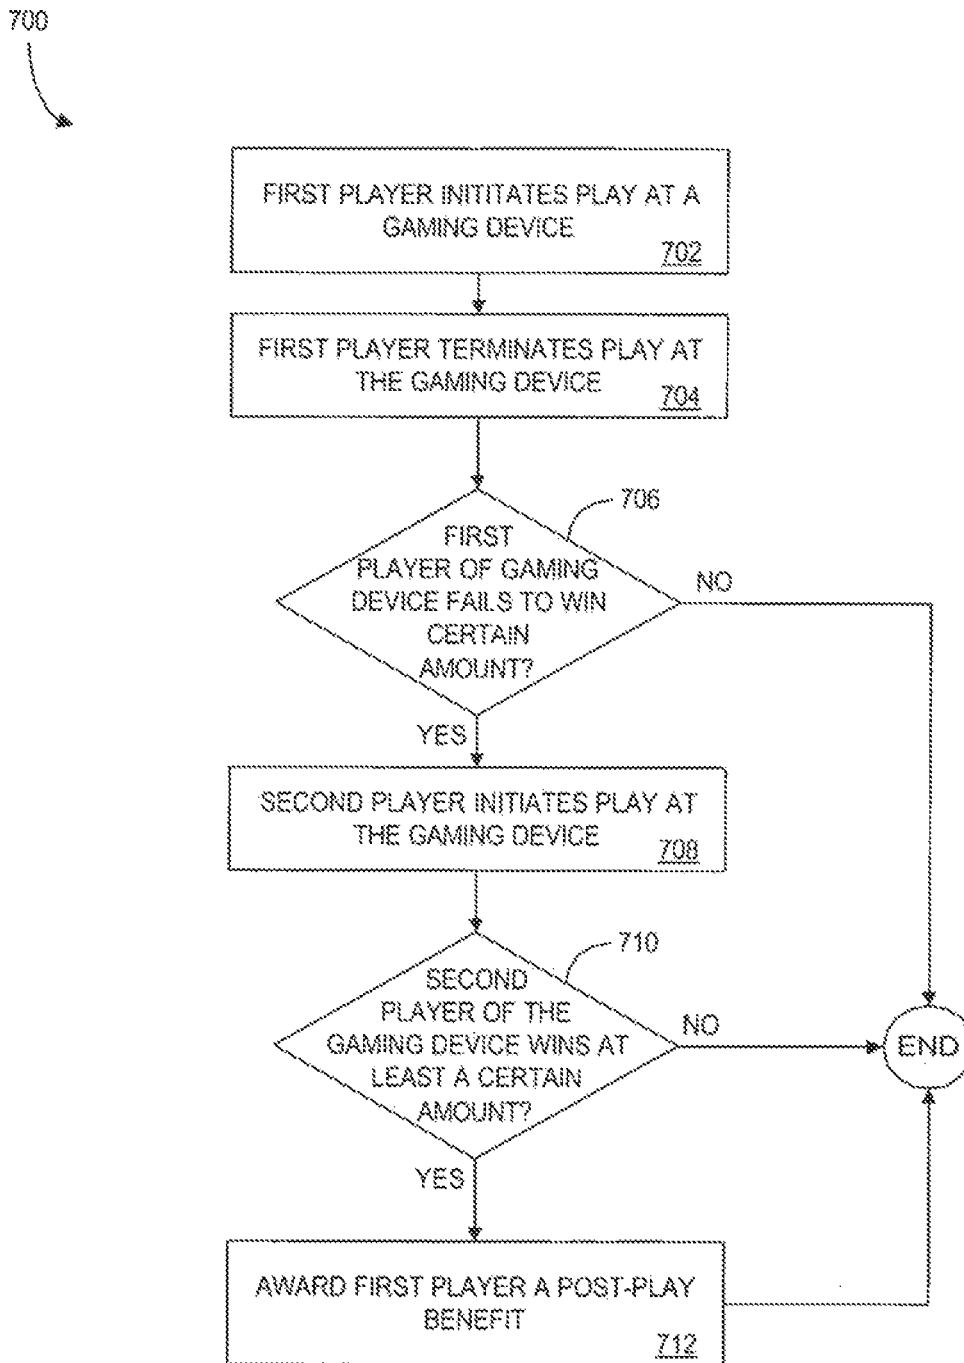 700
FIRST PLAYER INITITATES PLAY AT A
GAMING DEVICE
702
FIRST PLAYER TERMINATES PLAY AT
THE GAMING DEVICE
704
706
FIRST
PLAYER OF GAMING
DEVICE FAILS TO WIN
CERTAIN
AMOUNT?
NO
YES
SECOND PLAYER INITIATES PLAY AT
THE GAMING DEVICE
708
710
SECOND
PLAYER OF THE
GAMING DEVICE WINS AT
LEAST A CERTAIN
AMOUNT?
NO
END
YES
AWARD FIRST PLAYER A POST-PLAY
BENEFIT
712